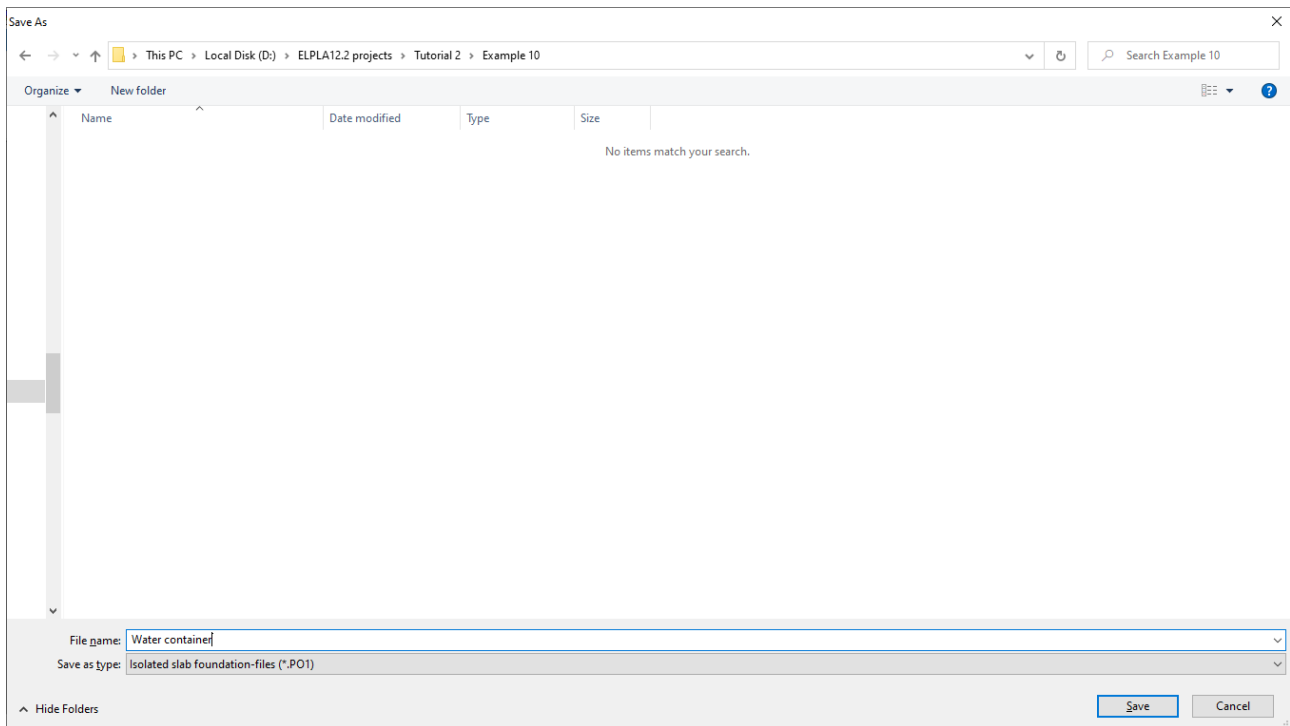 Save As
This PC > Local Disk (D:) > ELPLA12.2 projects > Tutorial 2 > Example 10
Search Example 10
Organize New folder
Name Date modified Type Size
No items match your search.
File name: Water container
Save as type: Isolated slab foundation-files (*.PO1)
Hide Folders Save Cancel